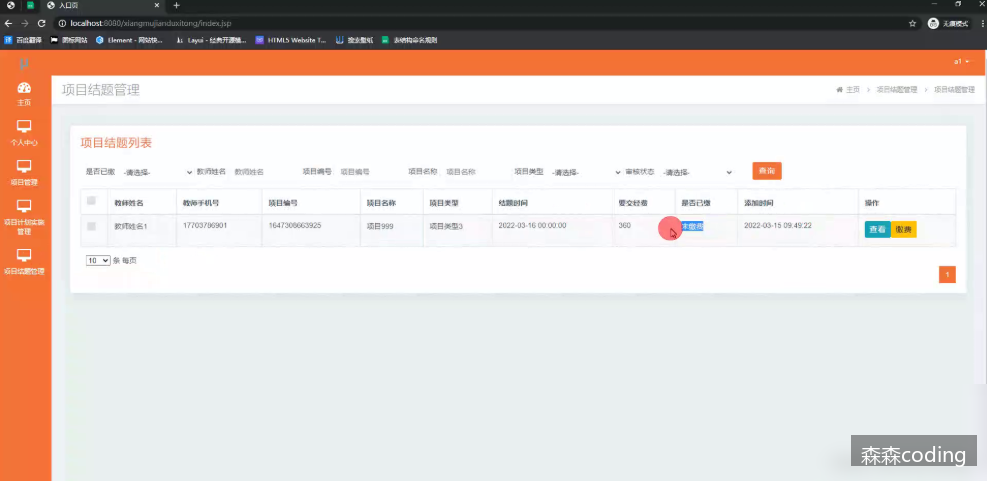 入口页
localhost:8080/xiangmujianduxitong/index.jsp
无痕模式
百度翻译 图标网站 Element - 网站快... Layui - 经典开源模... HTML5 Website T... 搜索壁纸 表结构命名规则
a1
主页
个人中心
项目管理
项目计划实施
管理
项目结题管理
项目结题管理
主页 > 项目结题管理 > 项目结题管理
项目结题列表
是否已缴 -请选择- 教师姓名 教师姓名 项目编号 项目编号 项目名称 项目名称 项目类型 -请选择- 审核状态 -请选择- 查询
教师姓名 教师手机号 项目编号 项目名称 项目类型 结题时间 要交经费 是否已缴 添加时间 操作
教师姓名1 17703786901 1647308663925 项目999 项目类型3 2022-03-16 00:00:00 360 未缴费 2022-03-15 09:49:22 查看 缴费
10 条 每页
1
森森coding